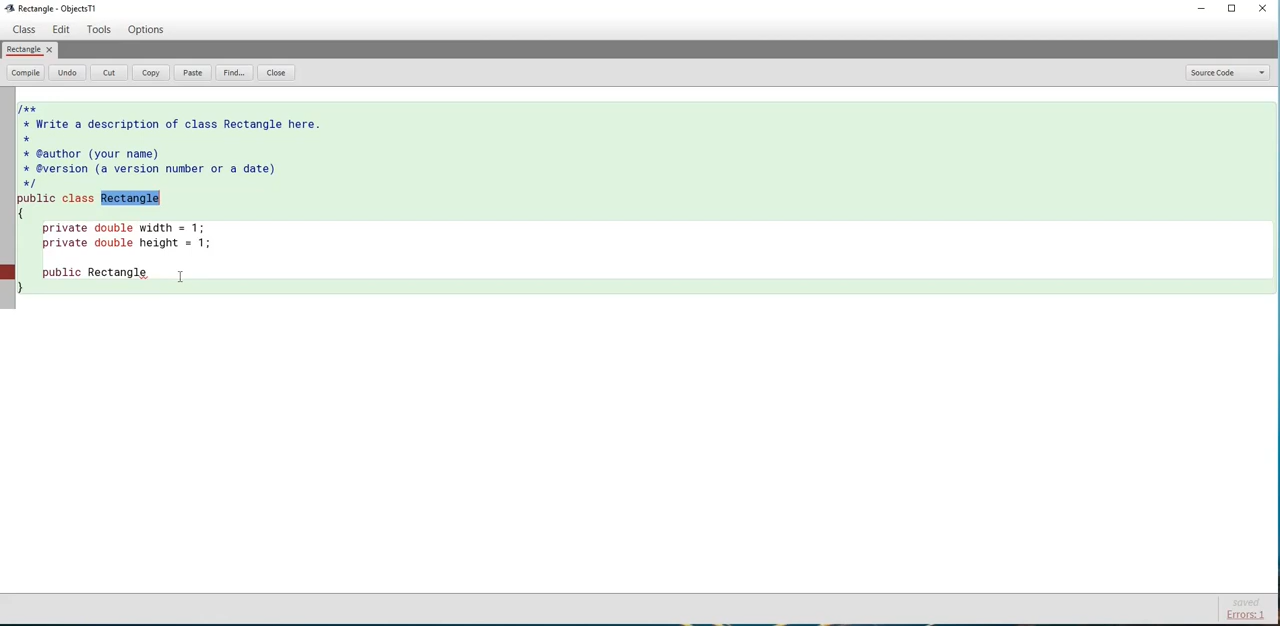 Rectangle - ObjectsT1
Class Edit Tools Options
Rectangle
Compile Undo Cut Copy Paste Find... Close Source Code
/**
 * Write a description of class Rectangle here.
 *
 * @author (your name)
 * @version (a version number or a date)
 */
public class Rectangle
{
    private double width = 1;
    private double height = 1;
    public Rectangle
}
saved
Errors: 1